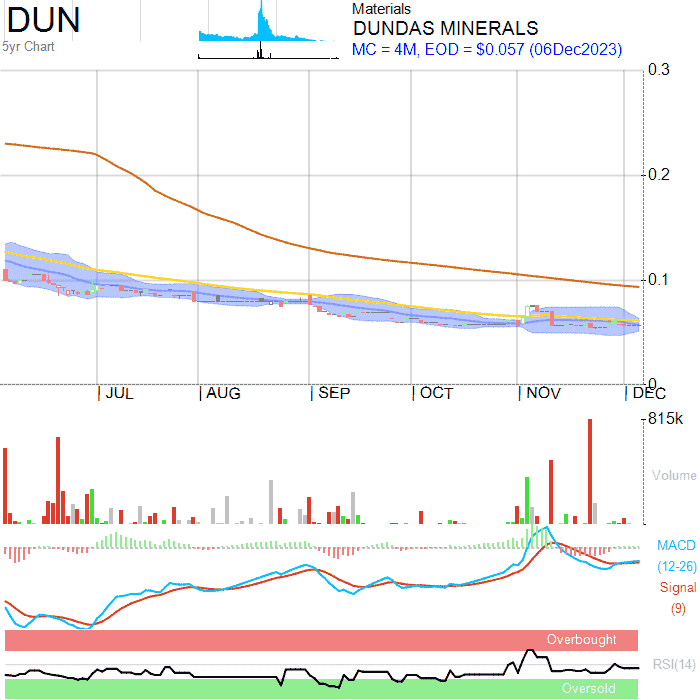 DUN
5yr Chart
Materials
DUNDAS MINERALS
MC = 4M, EOD = $0.057 (06Dec2023)
0.3
0.2
0.1
0
JUL
AUG
SEP
OCT
NOV
DEC
815k
Volume
MACD
(12-26)
Signal
(9)
Overbought
RSI(14)
Oversold